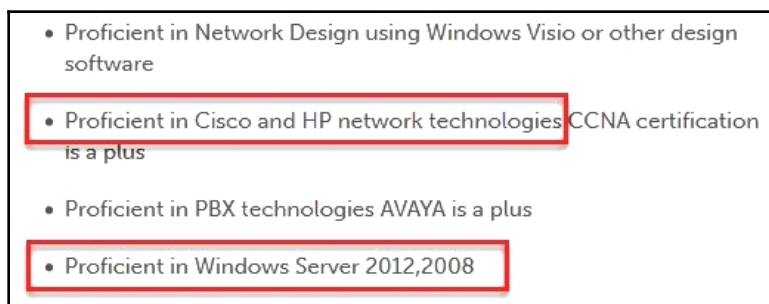 • Proficient in Network Design using Windows Visio or other design
software
• Proficient in Cisco and HP network technologies CCNA certification
is a plus
• Proficient in PBX technologies AVAYA is a plus
• Proficient in Windows Server 2012,2008